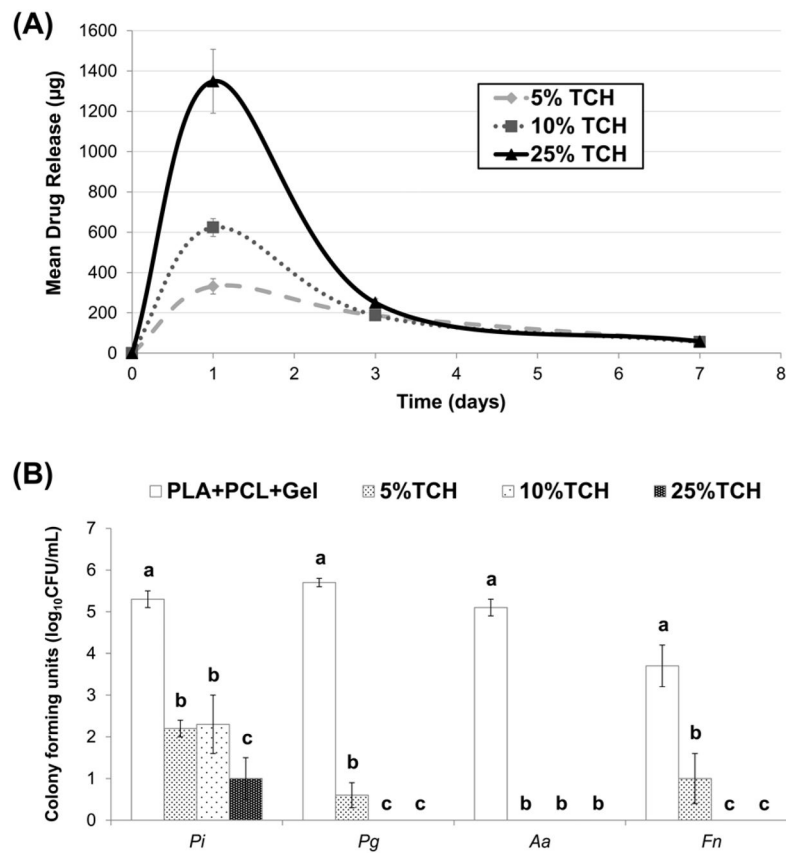 (A)
1600
1400
1200
1000
800
600
400
200
0
Mean Drug Release (µg)
5% TCH
10% TCH
25% TCH
0 1 2 3 4 5 6 7 8
Time (days)
(B)
PLA+PCL+Gel 5%TCH 10%TCH 25%TCH
7
6
5
4
3
2
1
0
Colony forming units (log₁₀CFU/mL)
a b b c
a b c c
a b b b
a b c c
Pi Pg Aa Fn